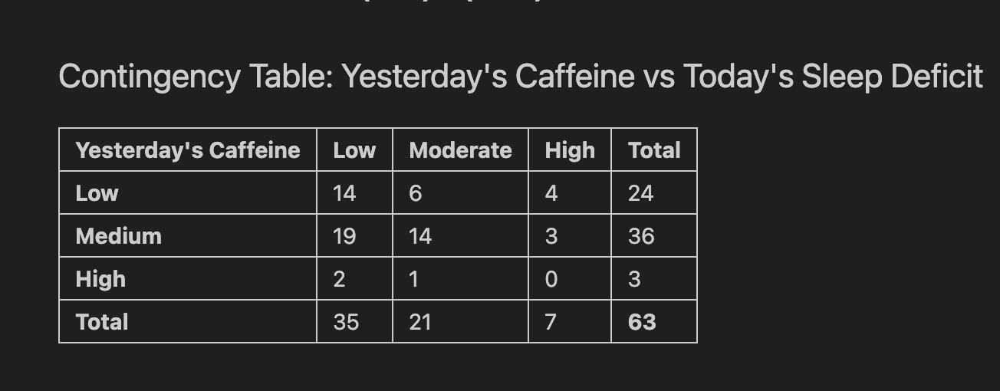 Contingency Table: Yesterday's Caffeine vs Today's Sleep Deficit
Yesterday's Caffeine Low Moderate High Total
Low 14 6 4 24
Medium 19 14 3 36
High 2 1 0 3
Total 35 21 7 63